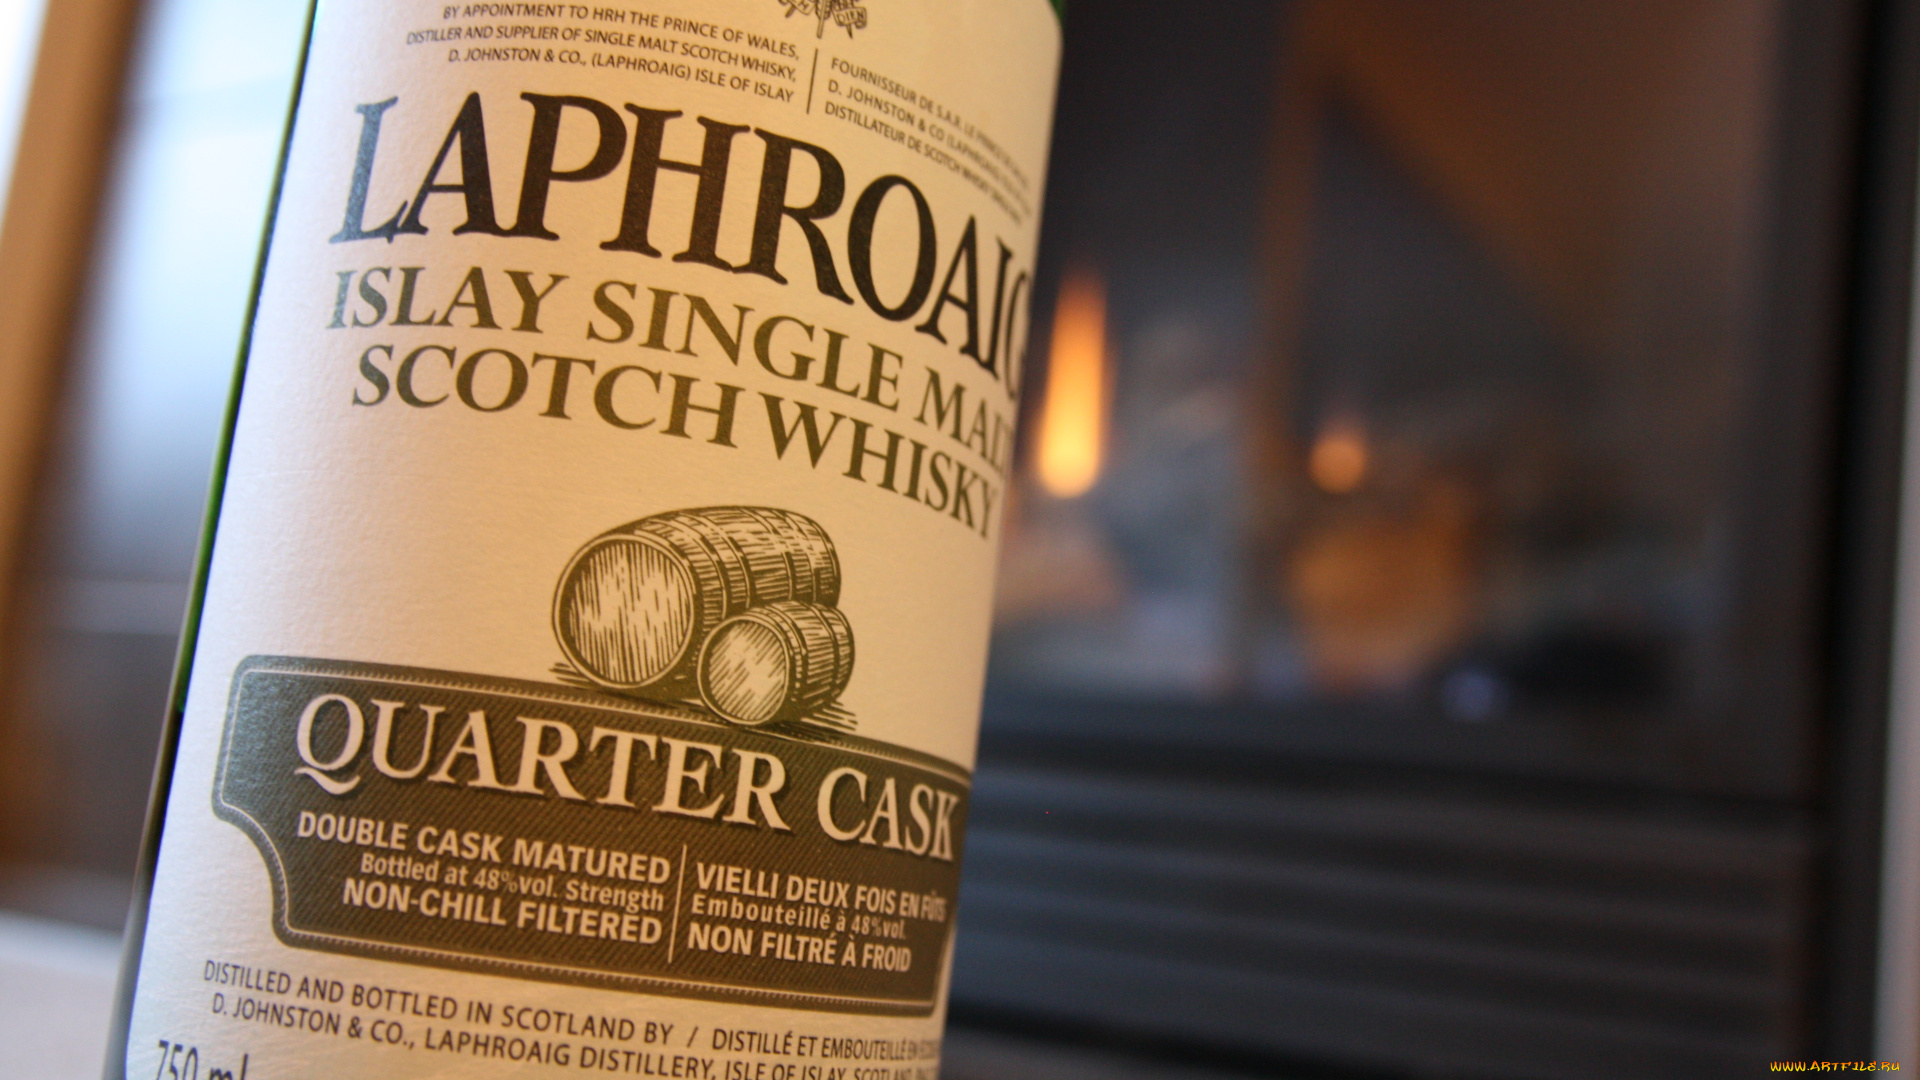 DIEN
BY APPOINTMENT TO HRH THE PRINCE OF WALES,
DISTILLER AND SUPPLIER OF SINGLE MALT SCOTCH WHISKY,
D. JOHNSTON & CO., (LAPHROAIG) ISLE OF ISLAY
FOURNISSEUR DE S.A.R. LE
D. JOHNSTON & CO (LAPHROAIG)
DISTILLATEUR DE SCOTCH WHISKY
LAPHROAIG
ISLAY SINGLE MALT
SCOTCH WHISKY
QUARTER CASK
DOUBLE CASK MATURED
Bottled at 48%vol. Strength
NON-CHILL FILTERED
VIELLI DEUX FOIS EN FÛTS
Embouteillé à 48%vol.
NON FILTRÉ À FROID
DISTILLED AND BOTTLED IN SCOTLAND BY / DISTILLÉ ET EMBOUTEILLÉ EN
D. JOHNSTON & CO., LAPHROAIG DISTILLERY, ISLE OF ISLAY, SCOTLAND,
750 ml
WWW.ARTFILE.RU